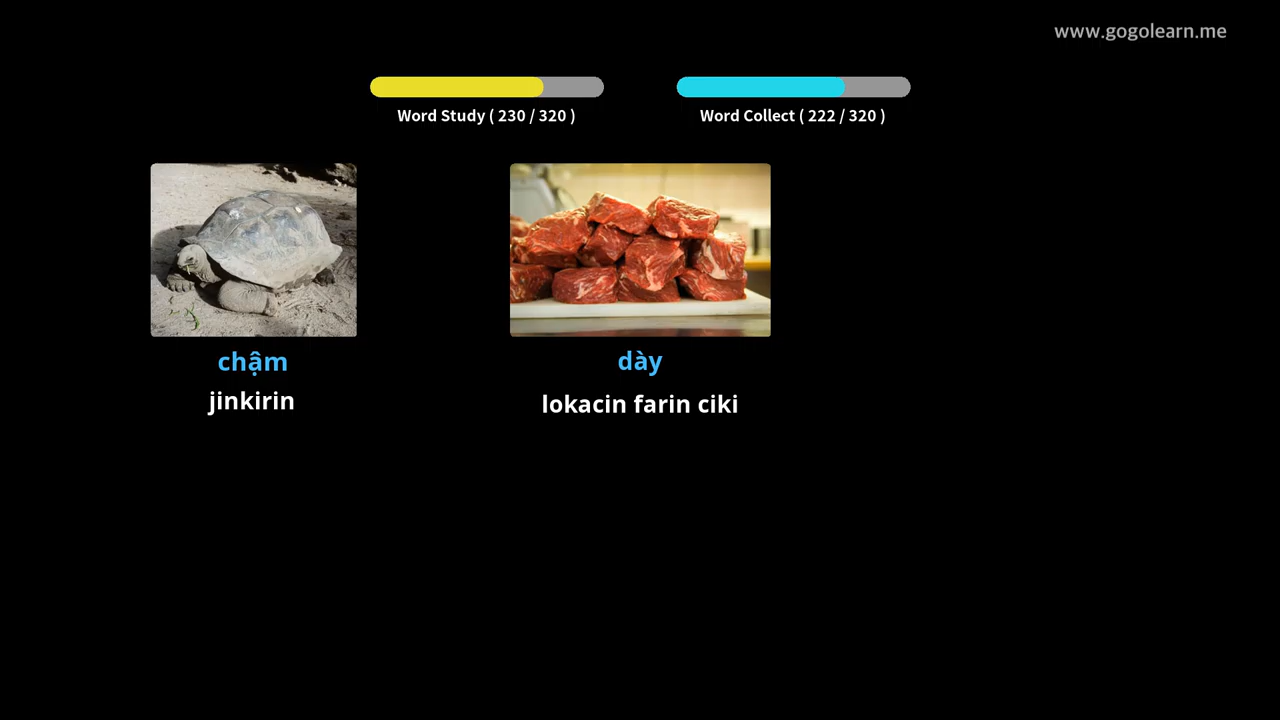 www.gogolearn.me
Word Study ( 230 / 320 )
Word Collect ( 222 / 320 )
chậm
jinkirin
dày
lokacin farin ciki